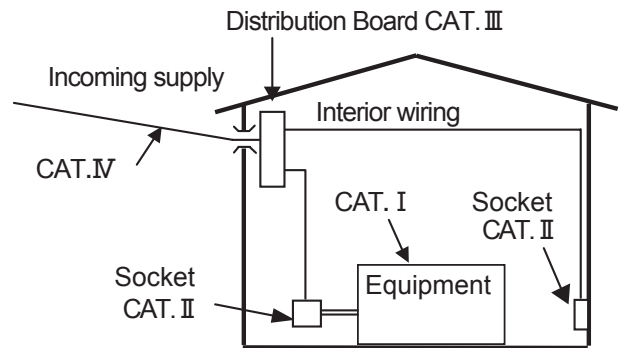 Distribution Board CAT.Ⅲ
Incoming supply
Interior wiring
CAT.Ⅳ
CAT.Ⅰ
Socket
CAT.Ⅱ
Equipment
Socket
CAT.Ⅱ